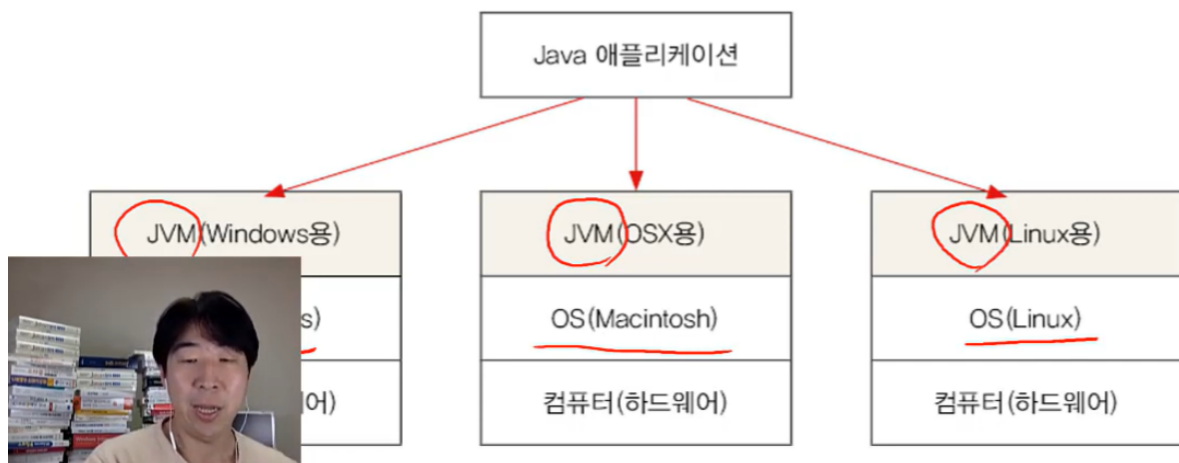 Java 애플리케이션
JVM(Windows용)
JVM(OSX용)
JVM(Linux용)
OS(Macintosh)
OS(Linux)
컴퓨터(하드웨어)
컴퓨터(하드웨어)